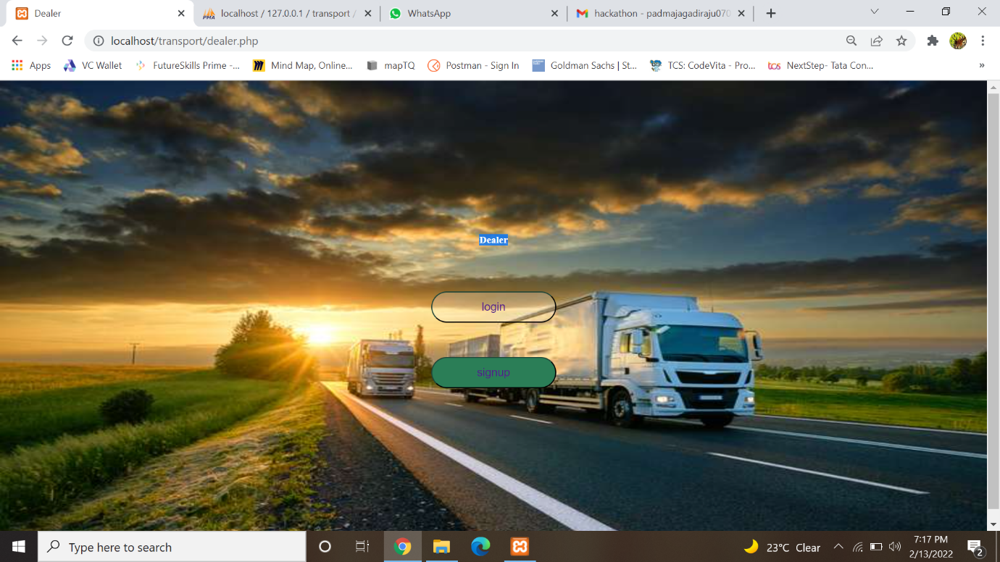 Dealer
localhost / 127.0.0.1 / transport /
WhatsApp
hackathon - padmajagadiraju070
localhost/transport/dealer.php
Apps
VC Wallet
FutureSkills Prime -...
Mind Map, Online...
mapTQ
Postman - Sign In
Goldman Sachs | St...
TCS: CodeVita - Pro...
tcs
NextStep- Tata Con...
»
Dealer
login
signup
Type here to search
23°C Clear
7:17 PM
2/13/2022
2